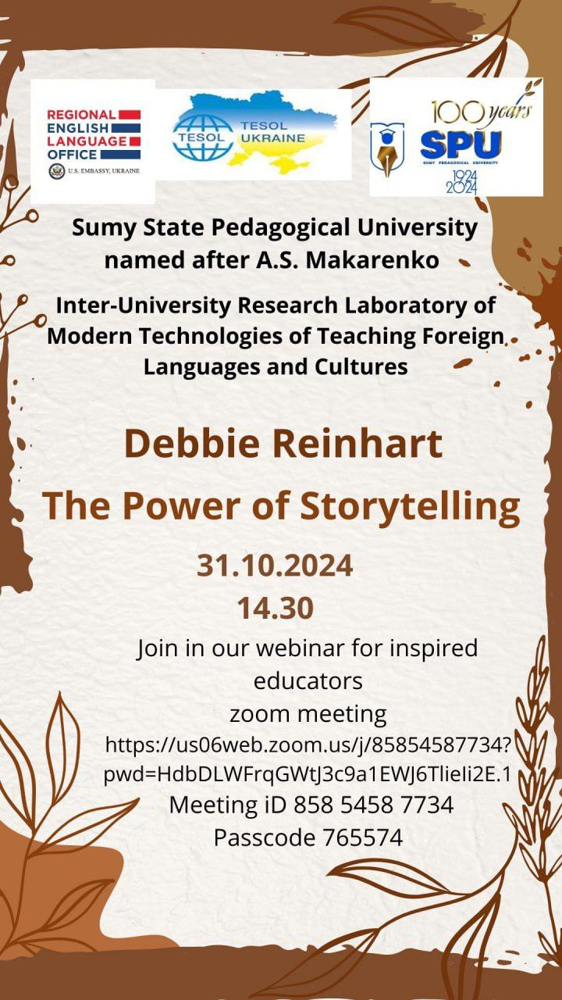 REGIONAL
ENGLISH
LANGUAGE
OFFICE
U.S. EMBASSY, UKRAINE
TESOL
TESOL
UKRAINE
100 years
SPU
SUMY PEDAGOGICAL UNIVERSITY
1924
2024
Sumy State Pedagogical University
named after A.S. Makarenko
Inter-University Research Laboratory of
Modern Technologies of Teaching Foreign
Languages and Cultures
Debbie Reinhart
The Power of Storytelling
31.10.2024
14.30
Join in our webinar for inspired
educators
zoom meeting
https://us06web.zoom.us/j/85854587734?
pwd=HdbDLWFrqGWtJ3c9a1EWJ6TlieIi2E.1
Meeting iD 858 5458 7734
Passcode 765574